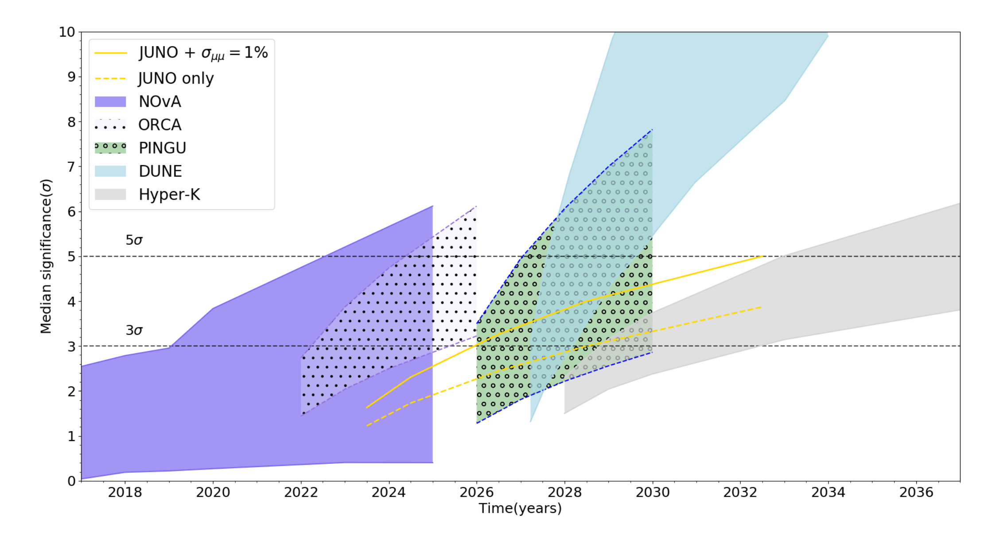 10
9
8
7
6
5
4
3
2
1
0
Median significance(σ)
JUNO + σμμ = 1%
JUNO only
NOvA
ORCA
PINGU
DUNE
Hyper-K
5σ
3σ
2018 2020 2022 2024 2026 2028 2030 2032 2034 2036
Time(years)